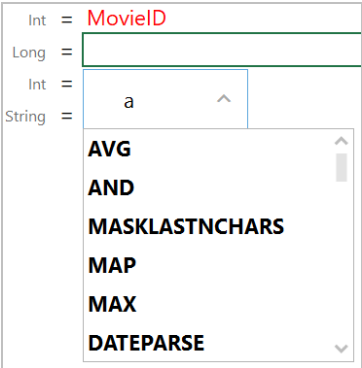 Int = MovieID
Long =
Int =
a
String =
AVG
AND
MASKLASTNCHARS
MAP
MAX
DATEPARSE